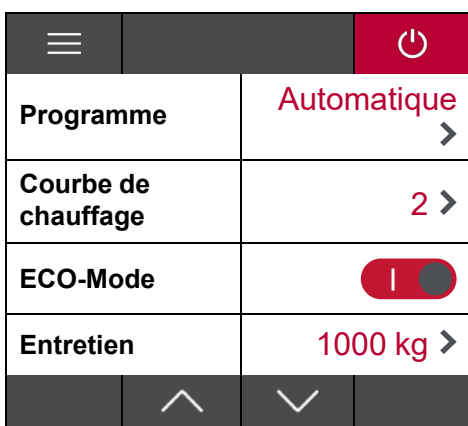 Programme
Automatique
Courbe de
chauffage
2
ECO-Mode
Entretien
1000 kg